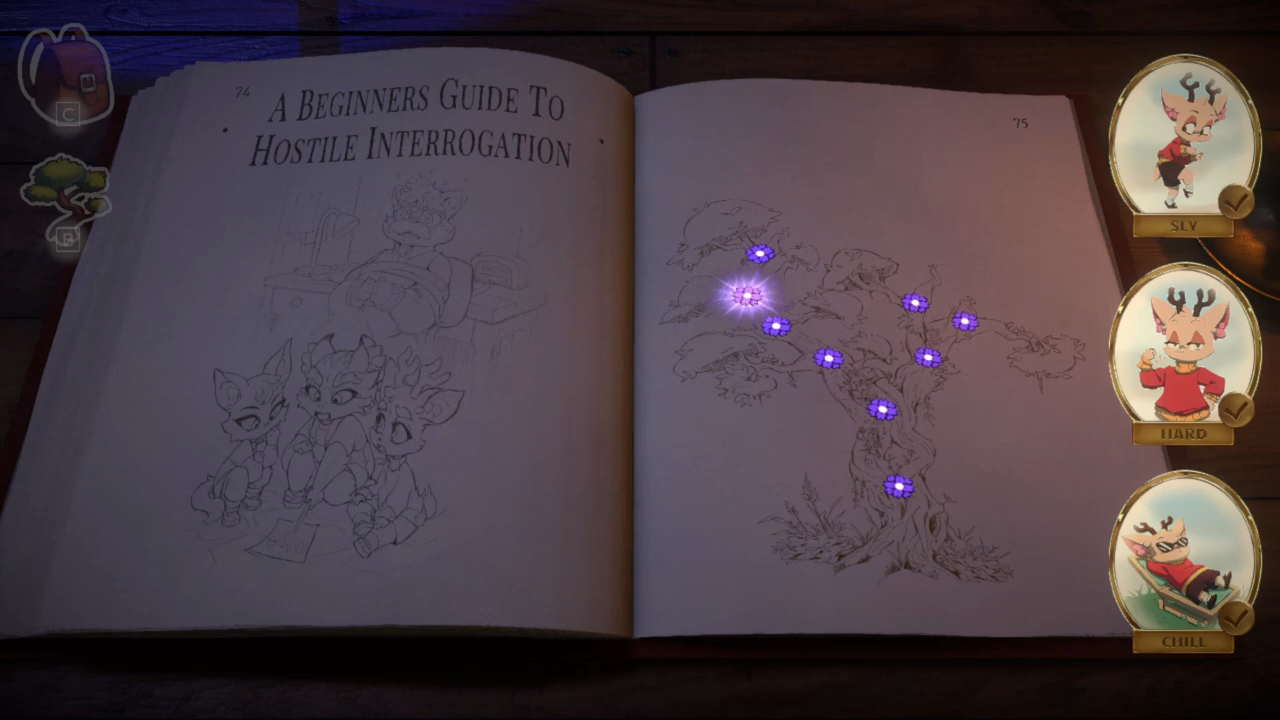 C
B
74
A BEGINNERS GUIDE TO
HOSTILE INTERROGATION
75
SLY
HARD
CHILL